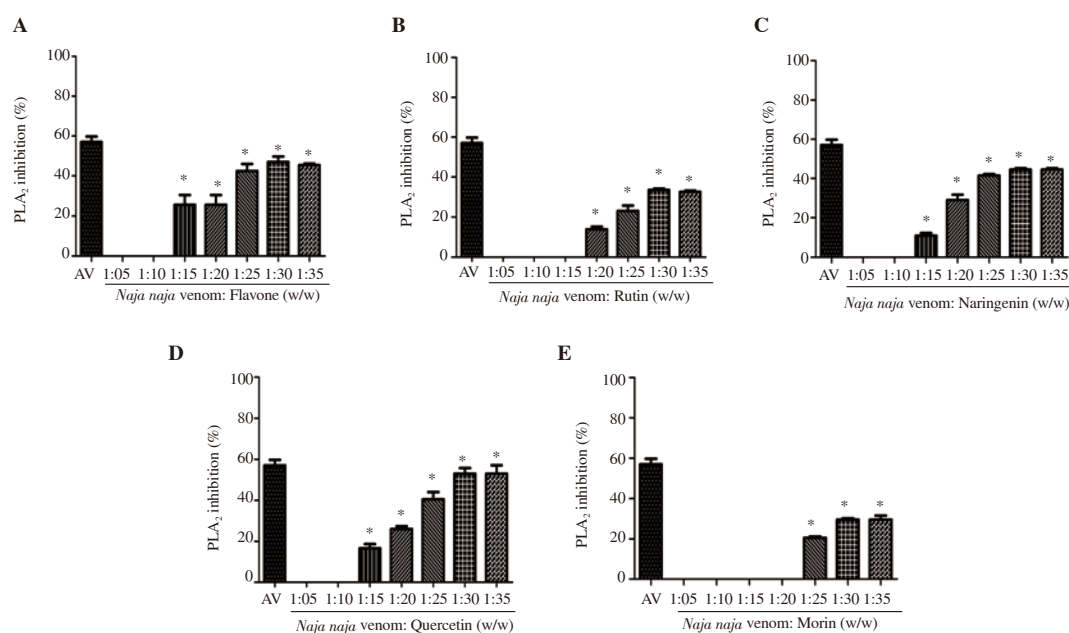 A
PLA₂ inhibition (%)
100
80
60
40
20
0
* * * * *
AV 1:05 1:10 1:15 1:20 1:25 1:30 1:35
Naja naja venom: Flavone (w/w)
B
PLA₂ inhibition (%)
100
80
60
40
20
0
* * * *
AV 1:05 1:10 1:15 1:20 1:25 1:30 1:35
Naja naja venom: Rutin (w/w)
C
PLA₂ inhibition (%)
100
80
60
40
20
0
* * * * *
AV 1:05 1:10 1:15 1:20 1:25 1:30 1:35
Naja naja venom: Naringenin (w/w)
D
PLA₂ inhibition (%)
100
80
60
40
20
0
* * * * *
AV 1:05 1:10 1:15 1:20 1:25 1:30 1:35
Naja naja venom: Quercetin (w/w)
E
PLA₂ inhibition (%)
100
80
60
40
20
0
* * *
AV 1:05 1:10 1:15 1:20 1:25 1:30 1:35
Naja naja venom: Morin (w/w)